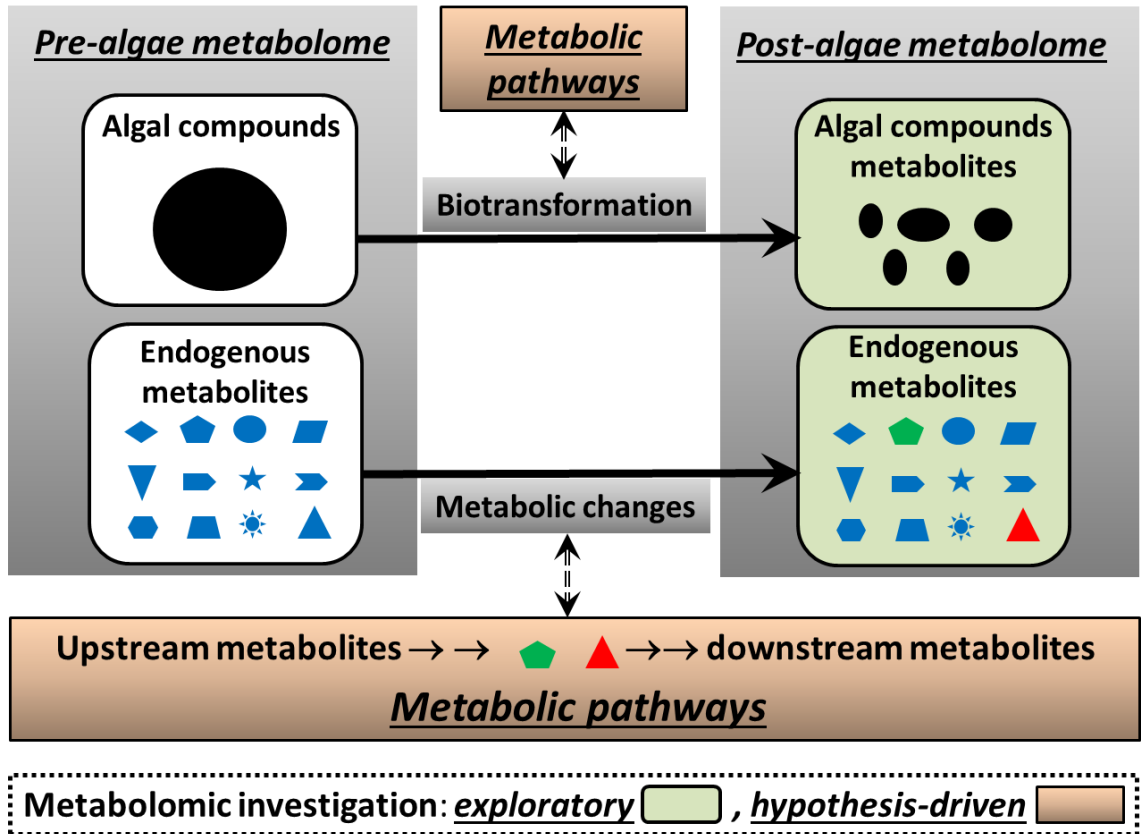 Pre-algae metabolome
Metabolic
pathways
Post-algae metabolome
Algal compounds
Algal compounds
metabolites
Biotransformation
Endogenous
metabolites
Endogenous
metabolites
Metabolic changes
Upstream metabolites → → →→ downstream metabolites
Metabolic pathways
Metabolomic investigation: exploratory , hypothesis-driven